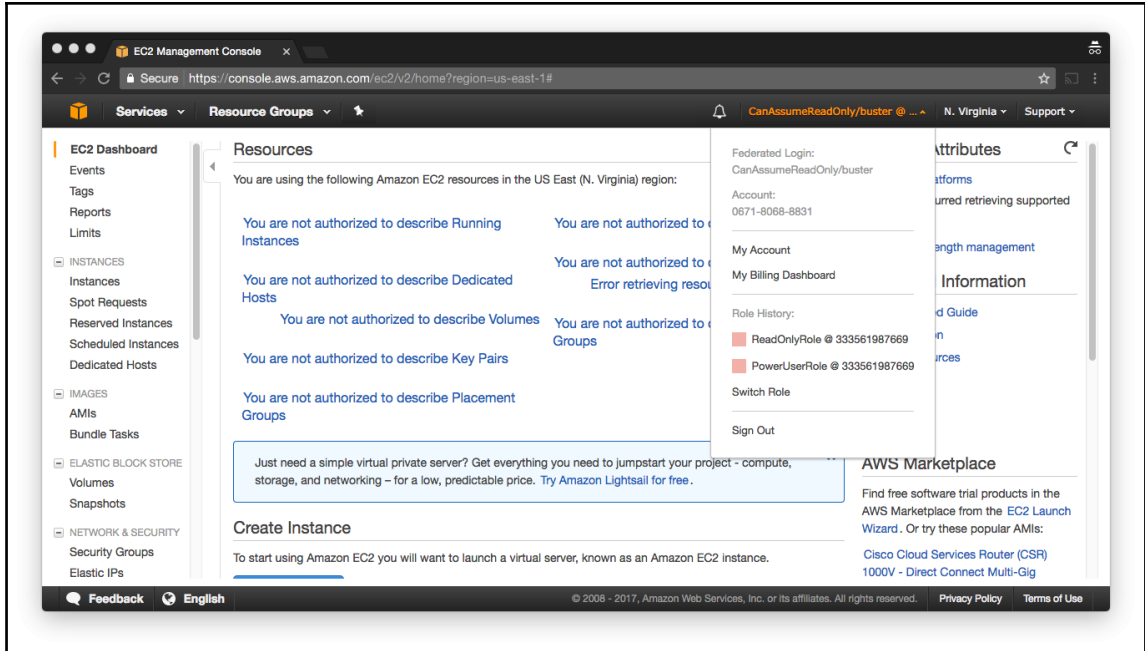 EC2 Management Console
Secure https://console.aws.amazon.com/ec2/v2/home?region=us-east-1#
Services
Resource Groups
CanAssumeReadOnly/buster @ ...
N. Virginia
Support
EC2 Dashboard
Events
Tags
Reports
Limits
INSTANCES
Instances
Spot Requests
Reserved Instances
Scheduled Instances
Dedicated Hosts
IMAGES
AMIs
Bundle Tasks
ELASTIC BLOCK STORE
Volumes
Snapshots
NETWORK & SECURITY
Security Groups
Elastic IPs
Resources
You are using the following Amazon EC2 resources in the US East (N. Virginia) region:
You are not authorized to describe Running
Instances
You are not authorized to describe Dedicated
Hosts
You are not authorized to describe Volumes
You are not authorized to describe Key Pairs
You are not authorized to describe Placement
Groups
You are not authorized to
You are not authorized to
Error retrieving
You are not authorized to
Groups
Federated Login:
CanAssumeReadOnly/buster
Account:
0671-8068-8831
My Account
My Billing Dashboard
Role History:
ReadOnlyRole @ 333561987669
PowerUserRole @ 333561987669
Switch Role
Sign Out
Just need a simple virtual private server? Get everything you need to jumpstart your project - compute,
storage, and networking – for a low, predictable price. Try Amazon Lightsail for free.
Create Instance
To start using Amazon EC2 you will want to launch a virtual server, known as an Amazon EC2 instance.
Attributes
retrieving supported
management
Information
Guide
AWS Marketplace
Find free software trial products in the
AWS Marketplace from the EC2 Launch
Wizard. Or try these popular AMIs:
Cisco Cloud Services Router (CSR)
1000V - Direct Connect Multi-Gig
Feedback
English
© 2008 - 2017, Amazon Web Services, Inc. or its affiliates. All rights reserved.
Privacy Policy
Terms of Use